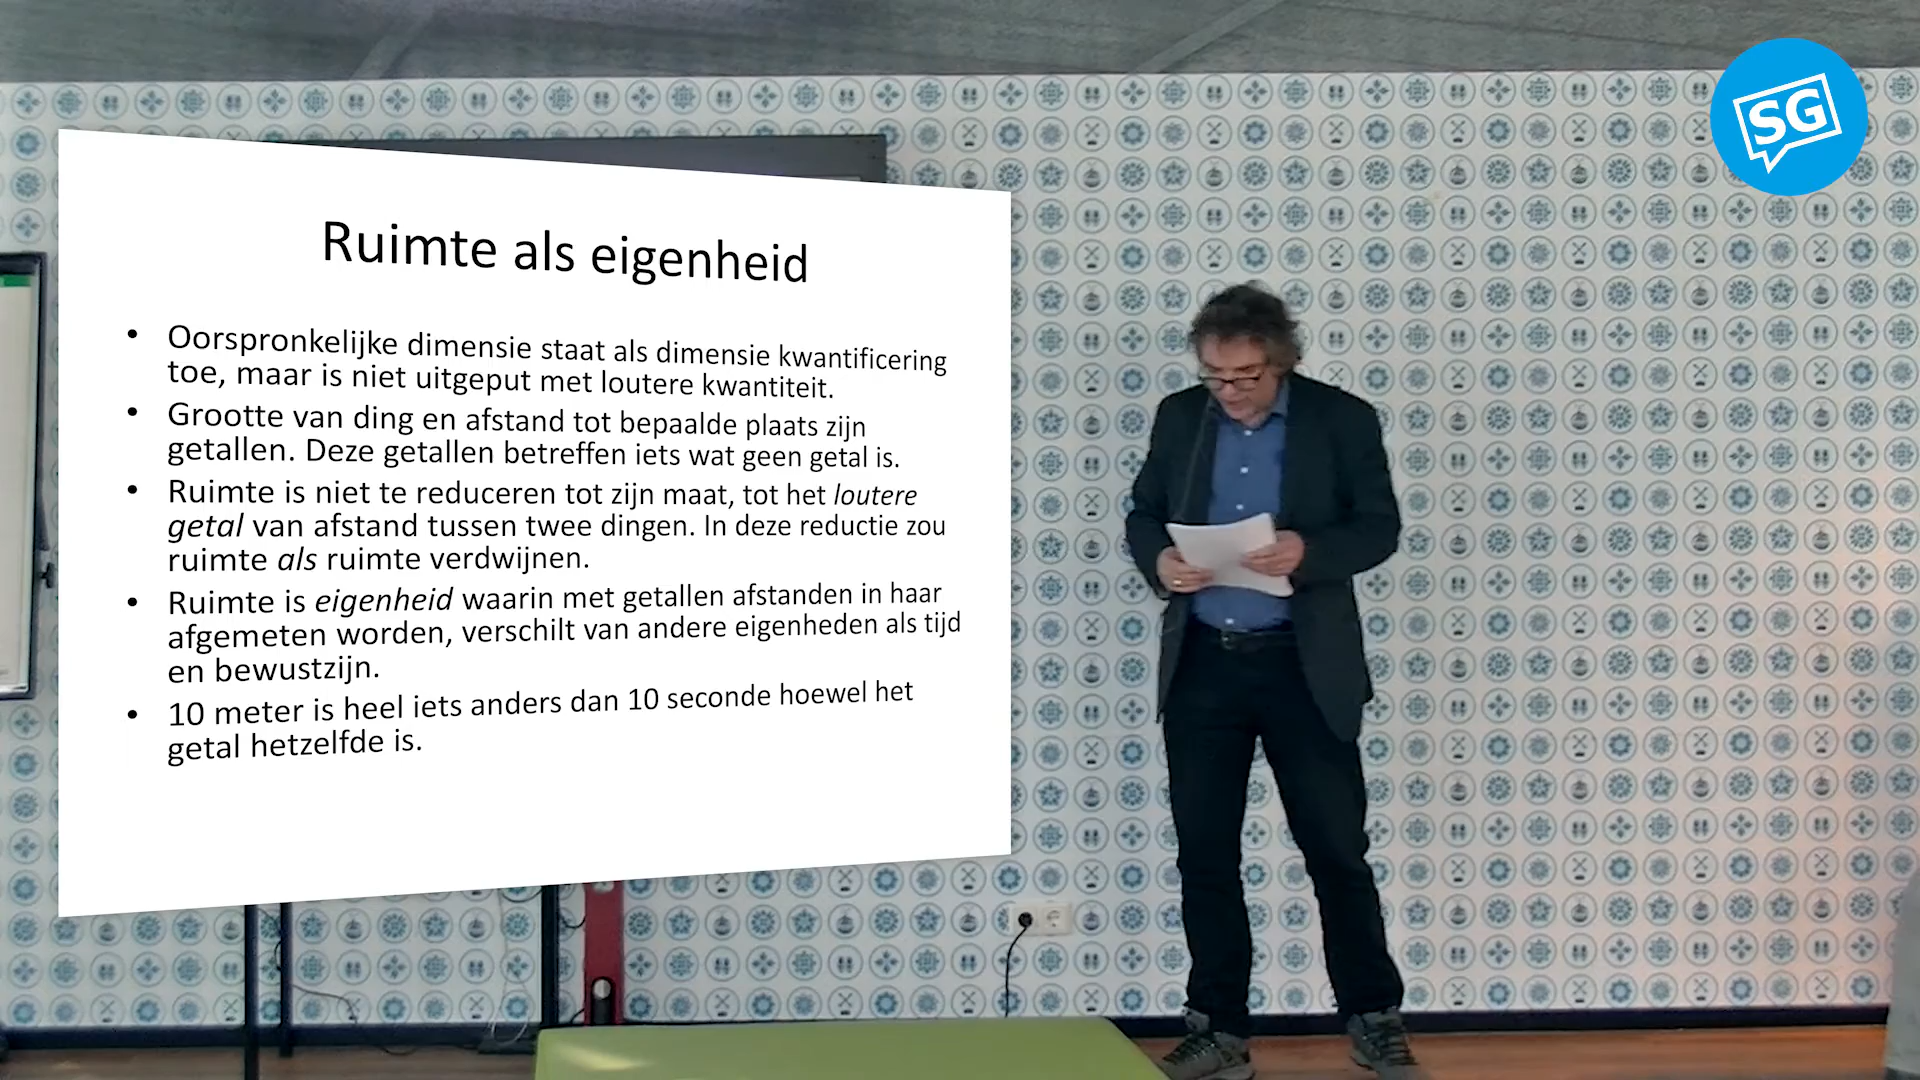 SG
Ruimte als eigenheid
• Oorspronkelijke dimensie staat als dimensie kwantificering
toe, maar is niet uitgeput met loutere kwantiteit.
• Grootte van ding en afstand tot bepaalde plaats zijn
getallen. Deze getallen betreffen iets wat geen getal is.
• Ruimte is niet te reduceren tot zijn maat, tot het loutere
getal van afstand tussen twee dingen. In deze reductie zou
ruimte als ruimte verdwijnen.
• Ruimte is eigenheid waarin met getallen afstanden in haar
afgemeten worden, verschilt van andere eigenheden als tijd
en bewustzijn.
• 10 meter is heel iets anders dan 10 seconde hoewel het
getal hetzelfde is.